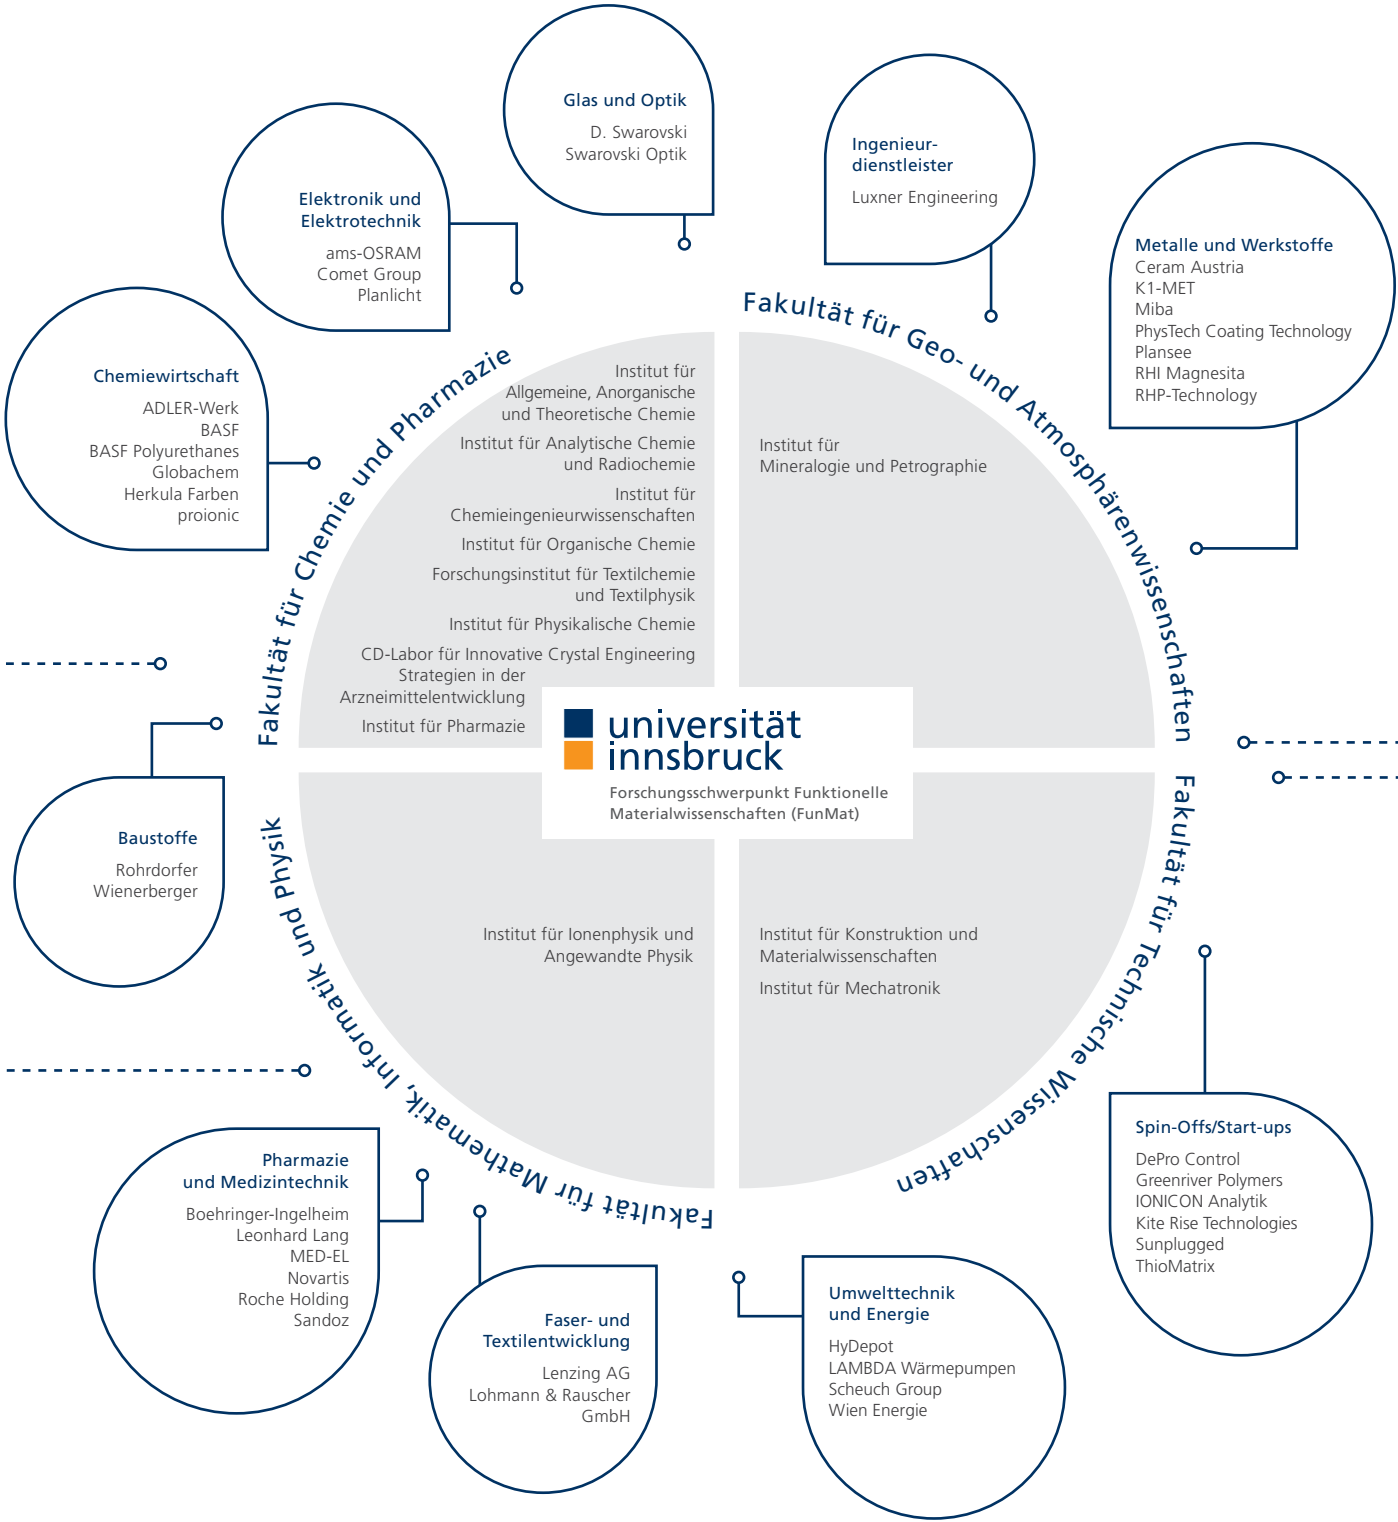 Glas und Optik
D. Swarovski
Swarovski Optik
Ingenieur-
dienstleister
Luxner Engineering
Elektronik und
Elektrotechnik
ams-OSRAM
Comet Group
Planlicht
Metalle und Werkstoffe
Ceram Austria
K1-MET
Miba
PhysTech Coating Technology
Plansee
RHI Magnesita
RHP-Technology
Chemiewirtschaft
ADLER-Werk
BASF
BASF Polyurethanes
Globachem
Herkula Farben
proionic
Fakultät für Chemie und Pharmazie
Institut für
Allgemeine, Anorganische
und Theoretische Chemie
Institut für Analytische Chemie
und Radiochemie
Institut für
Chemieingenieurwissenschaften
Institut für Organische Chemie
Forschungsinstitut für Textilchemie
und Textilphysik
Institut für Physikalische Chemie
CD-Labor für Innovative Crystal Engineering
Strategien in der
Arzneimittelentwicklung
Institut für Pharmazie
Fakultät für Geo- und Atmosphärenwissenschaften
Institut für
Mineralogie und Petrographie
universität
innsbruck
Forschungsschwerpunkt Funktionelle
Materialwissenschaften (FunMat)
Baustoffe
Rohrdorfer
Wienerberger
Fakultät für Mathematik, Informatik und Physik
Institut für Ionenphysik und
Angewandte Physik
Fakultät für Technische Wissenschaften
Institut für Konstruktion und
Materialwissenschaften
Institut für Mechatronik
Spin-Offs/Start-ups
DePro Control
Greenriver Polymers
IONICON Analytik
Kite Rise Technologies
Sunplugged
ThioMatrix
Pharmazie
und Medizintechnik
Boehringer-Ingelheim
Leonhard Lang
MED-EL
Novartis
Roche Holding
Sandoz
Faser- und
Textilentwicklung
Lenzing AG
Lohmann & Rauscher
GmbH
Umwelttechnik
und Energie
HyDepot
LAMBDA Wärmepumpen
Scheuch Group
Wien Energie